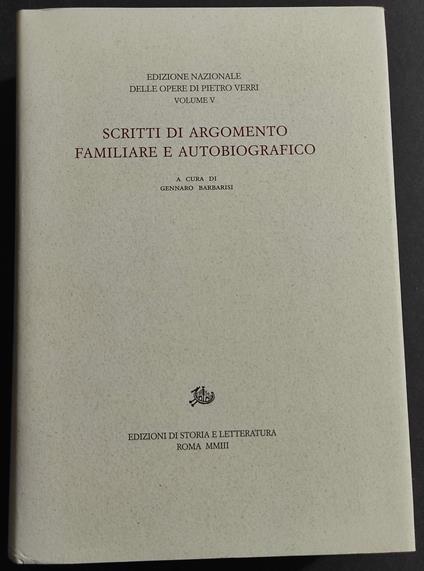 EDIZIONE NAZIONALE
DELLE OPERE DI PIETRO VERRI
VOLUME V
SCRITTI DI ARGOMENTO
FAMILIARE E AUTOBIOGRAFICO
A CURA DI
GENNARO BARBARISI
EDIZIONI DI STORIA E LETTERATURA
ROMA MMIII